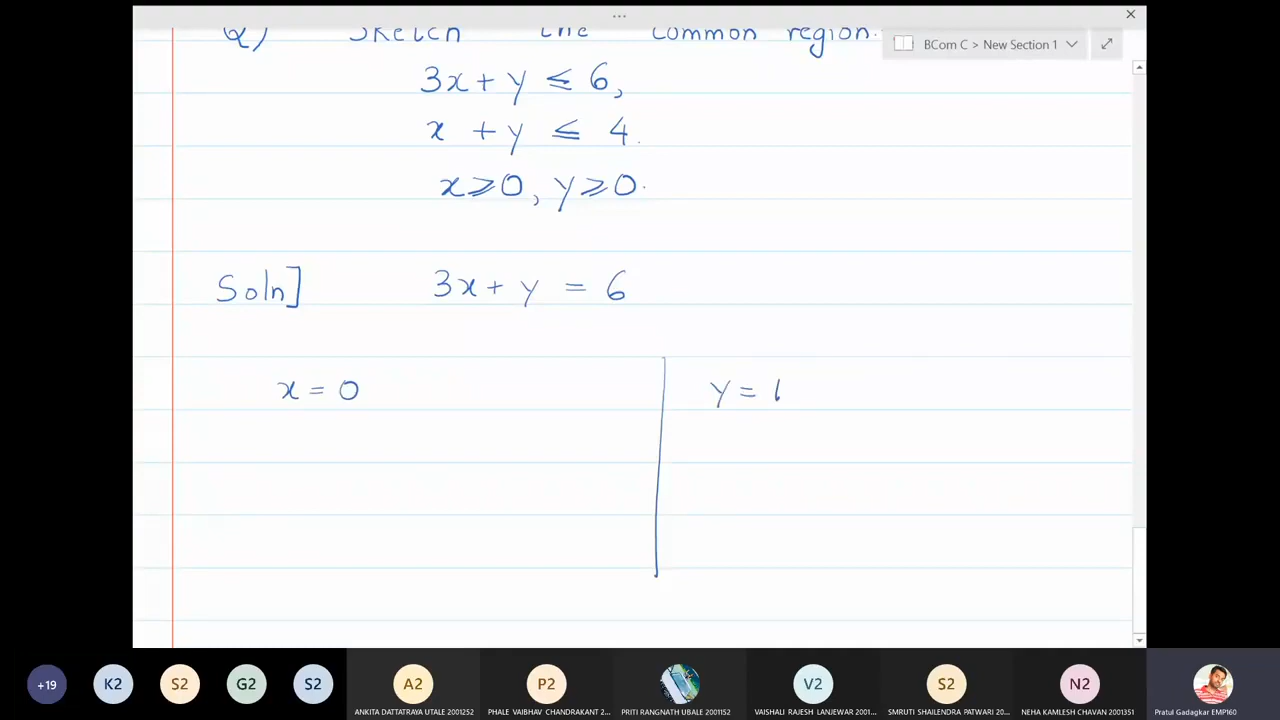 ...
BCom C > New Section 1
Q) Sketch the common region.
3x + y ≤ 6,
x + y ≤ 4.
x ≥ 0, y ≥ 0.
Soln] 3x + y = 6
x = 0
y = 
+19 K2 S2 G2 S2 A2 P2 V2 S2 N2
ANKITA DATTATRAYA UTALE 2001252 PHALE VAIBHAV CHANDRAKANT 2... PRITI RANGNATH UBALE 2001152 VAISHALI RAJESH LANJEWAR 2001... SMRUTI SHAILENDRA PATWARI 20... NEHA KAMLESH CHAVAN 2001351 Pratul Gadagkar EMP160